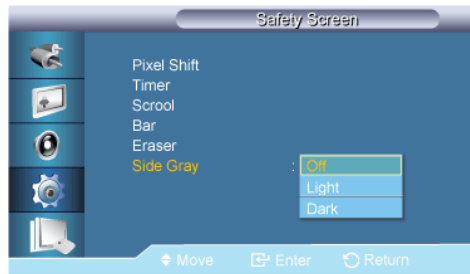 Safety Screen
Pixel Shift
Timer
Scrool
Bar
Eraser
Side Gray : Off
Light
Dark
Move Enter Return